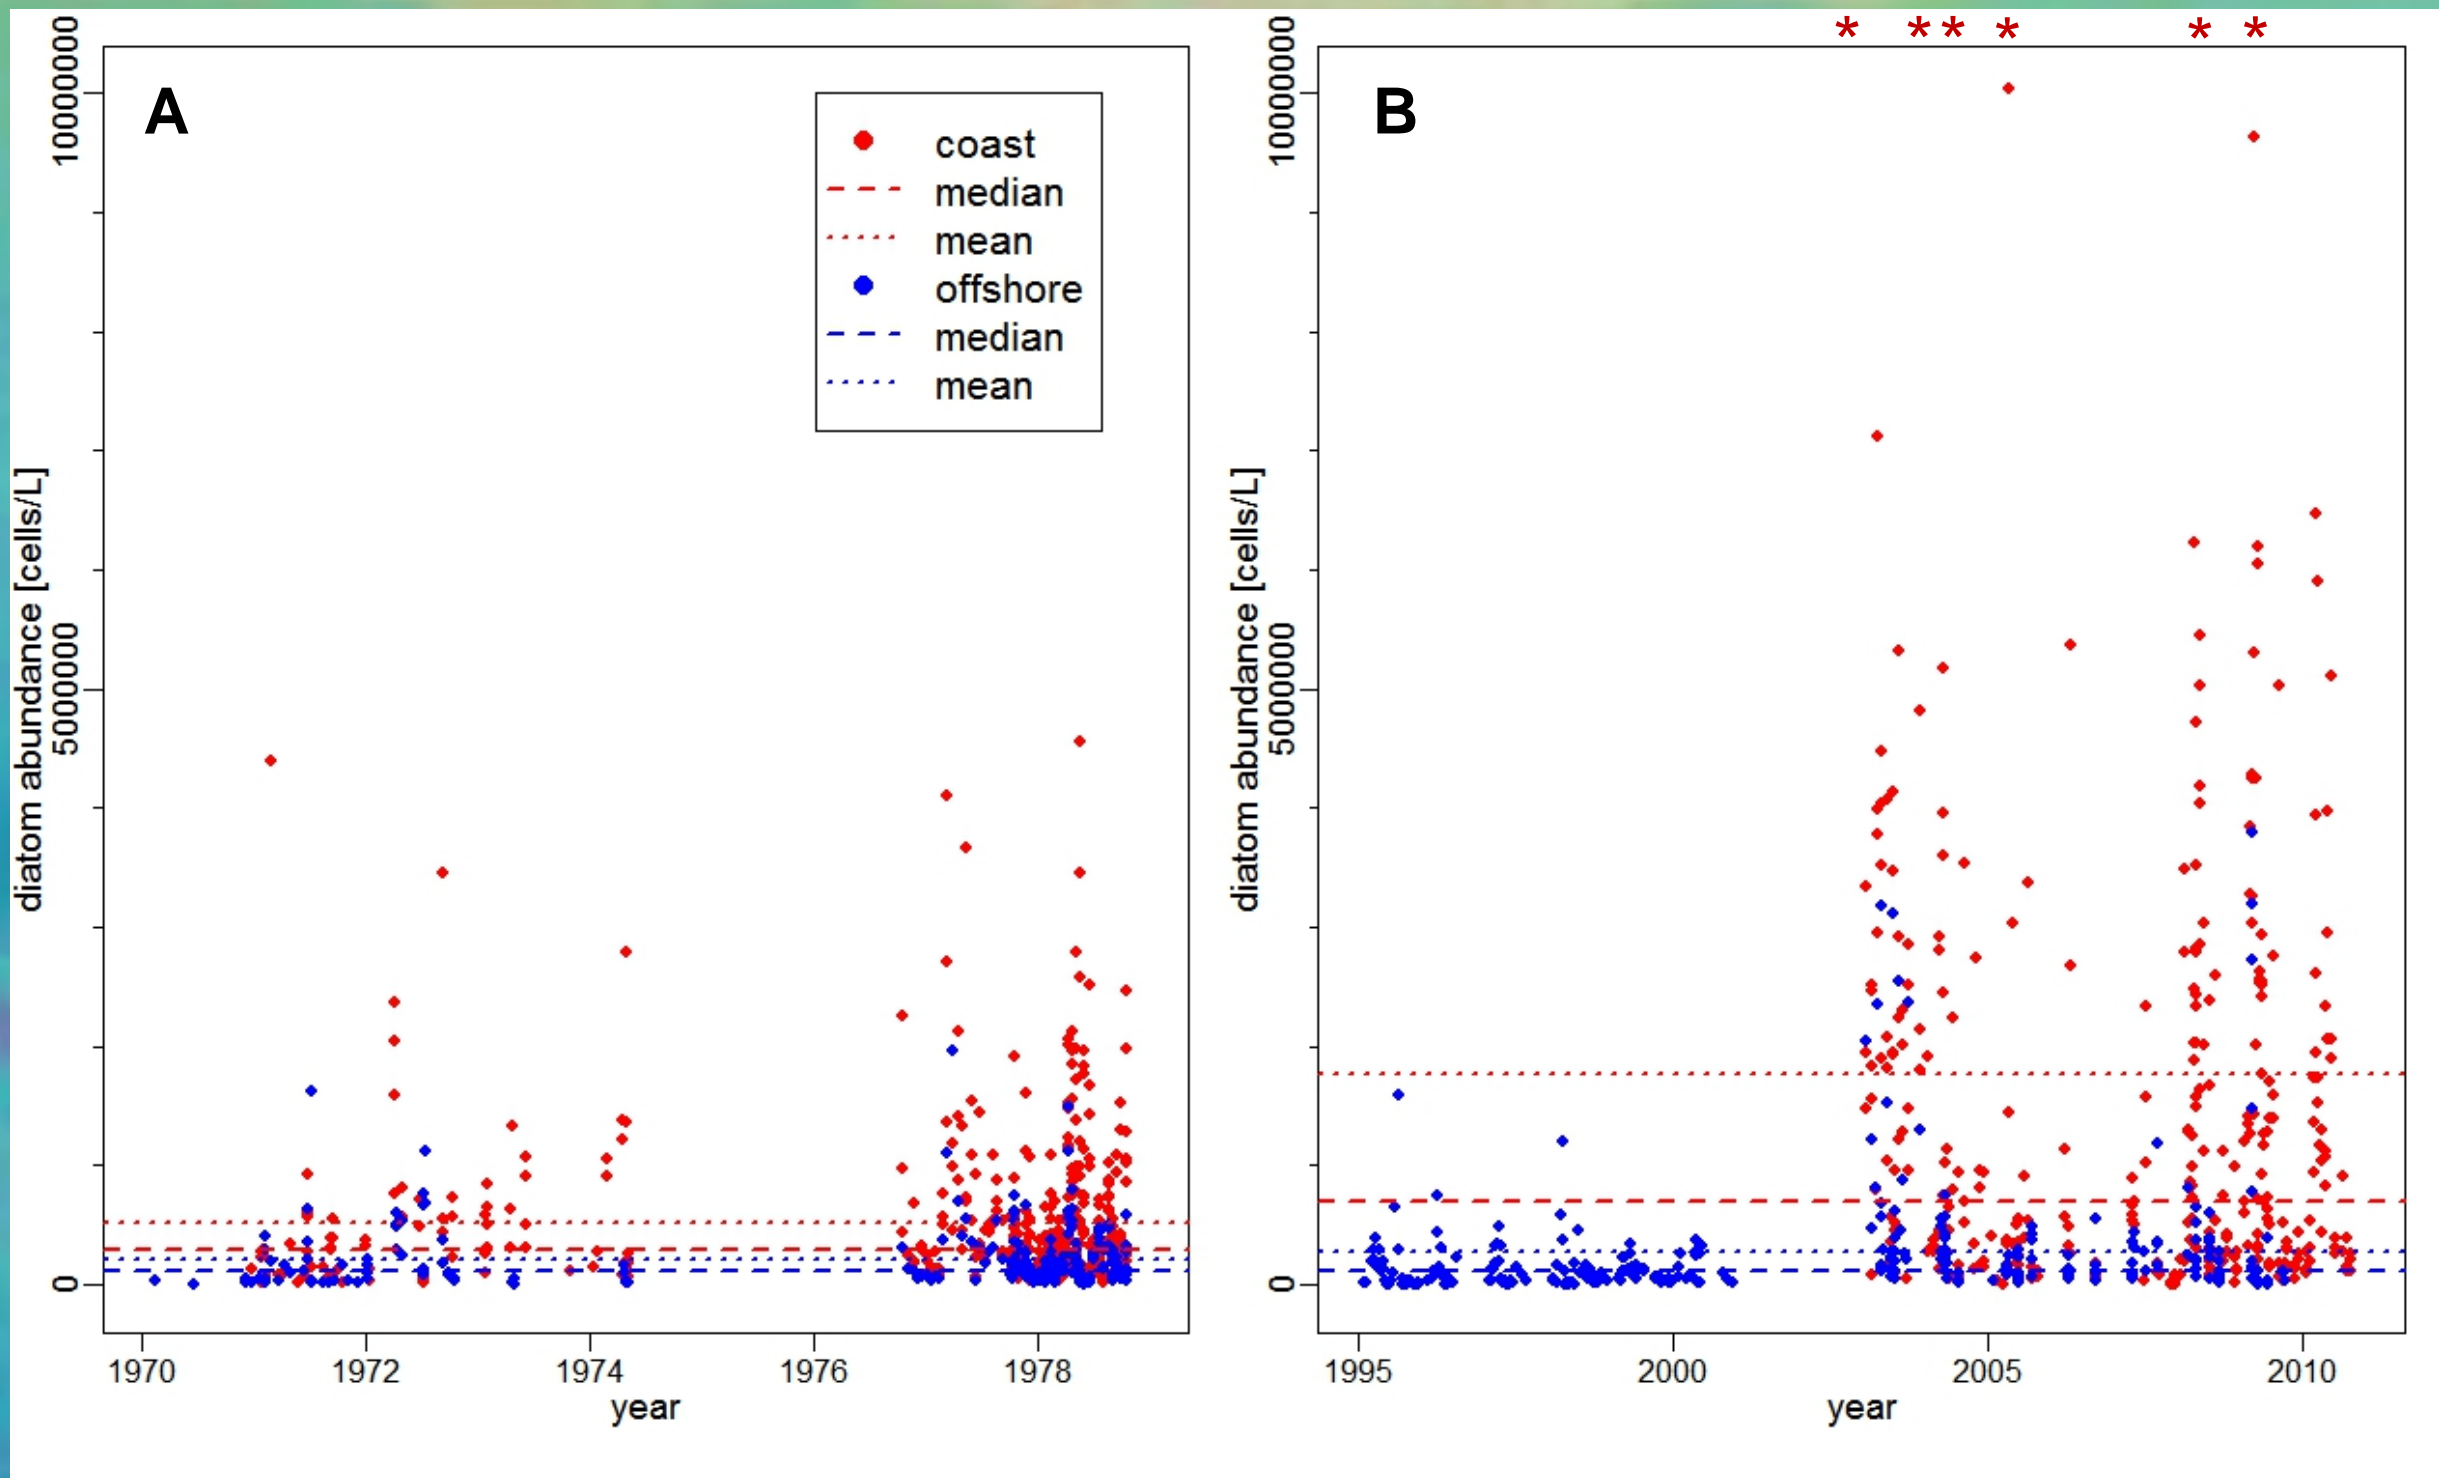 * * * * * *
A
coast
median
mean
offshore
median
mean
diatom abundance [cells/L]
10000000
5000000
0
1970 1972 1974 1976 1978
year
B
diatom abundance [cells/L]
10000000
5000000
0
1995 2000 2005 2010
year